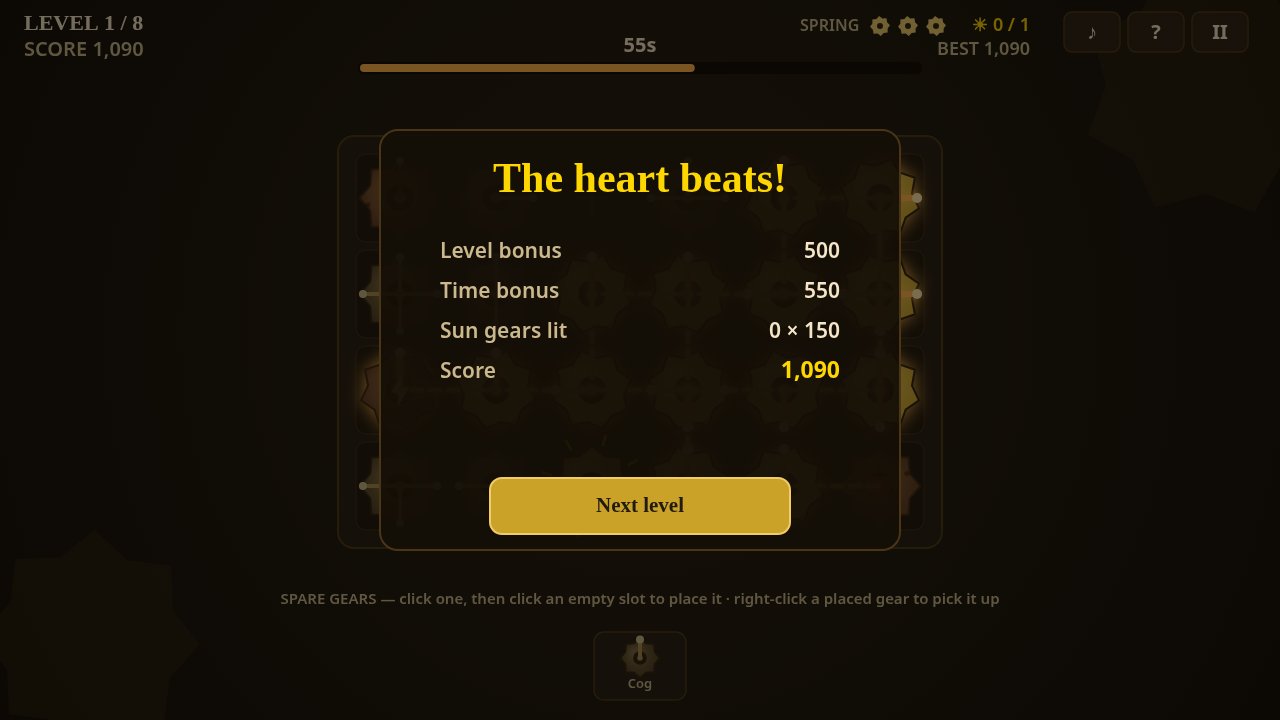 LEVEL 1 / 8
SCORE 1,090
55s
SPRING
0 / 1
BEST 1,090
♪
?
II
The heart beats!
Level bonus 500
Time bonus 550
Sun gears lit 0 × 150
Score 1,090
Next level
SPARE GEARS — click one, then click an empty slot to place it · right-click a placed gear to pick it up
Cog